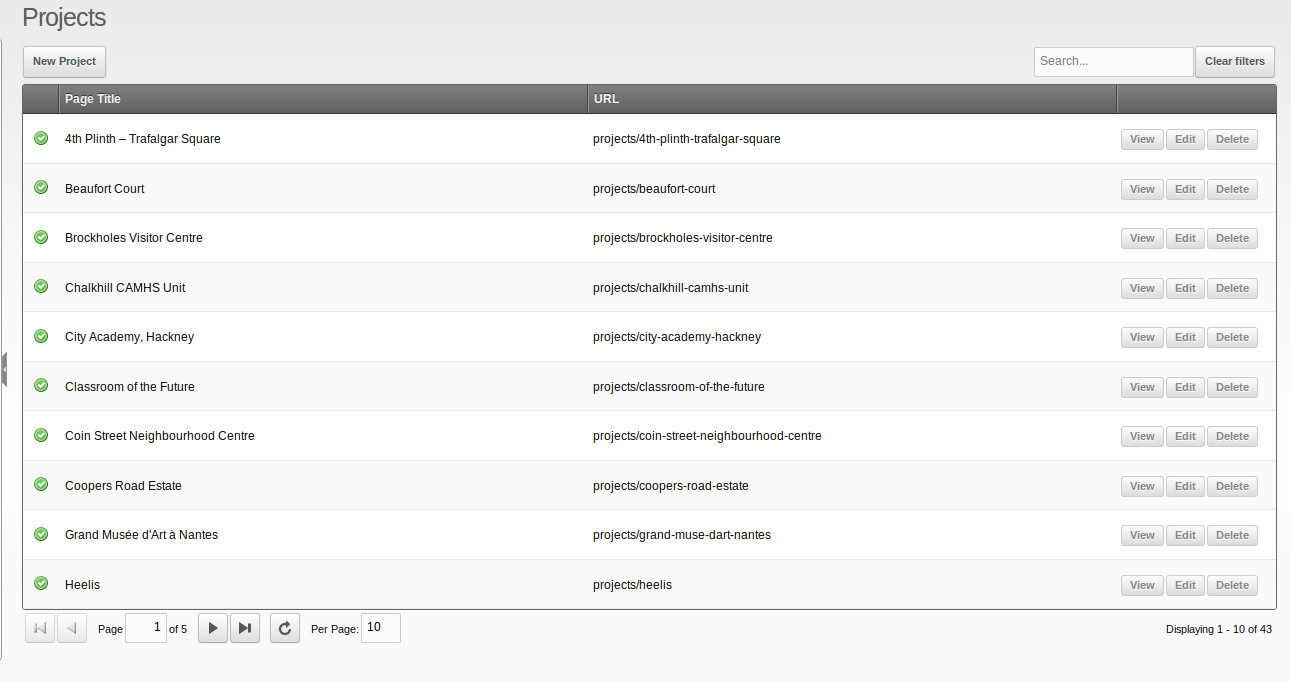 Projects
New Project Search... Clear filters
Page Title URL
4th Plinth – Trafalgar Square projects/4th-plinth-trafalgar-square View Edit Delete
Beaufort Court projects/beaufort-court View Edit Delete
Brockholes Visitor Centre projects/brockholes-visitor-centre View Edit Delete
Chalkhill CAMHS Unit projects/chalkhill-camhs-unit View Edit Delete
City Academy, Hackney projects/city-academy-hackney View Edit Delete
Classroom of the Future projects/classroom-of-the-future View Edit Delete
Coin Street Neighbourhood Centre projects/coin-street-neighbourhood-centre View Edit Delete
Coopers Road Estate projects/coopers-road-estate View Edit Delete
Grand Musée d'Art à Nantes projects/grand-muse-dart-nantes View Edit Delete
Heelis projects/heelis View Edit Delete
Page 1 of 5 Per Page: 10 Displaying 1 - 10 of 43